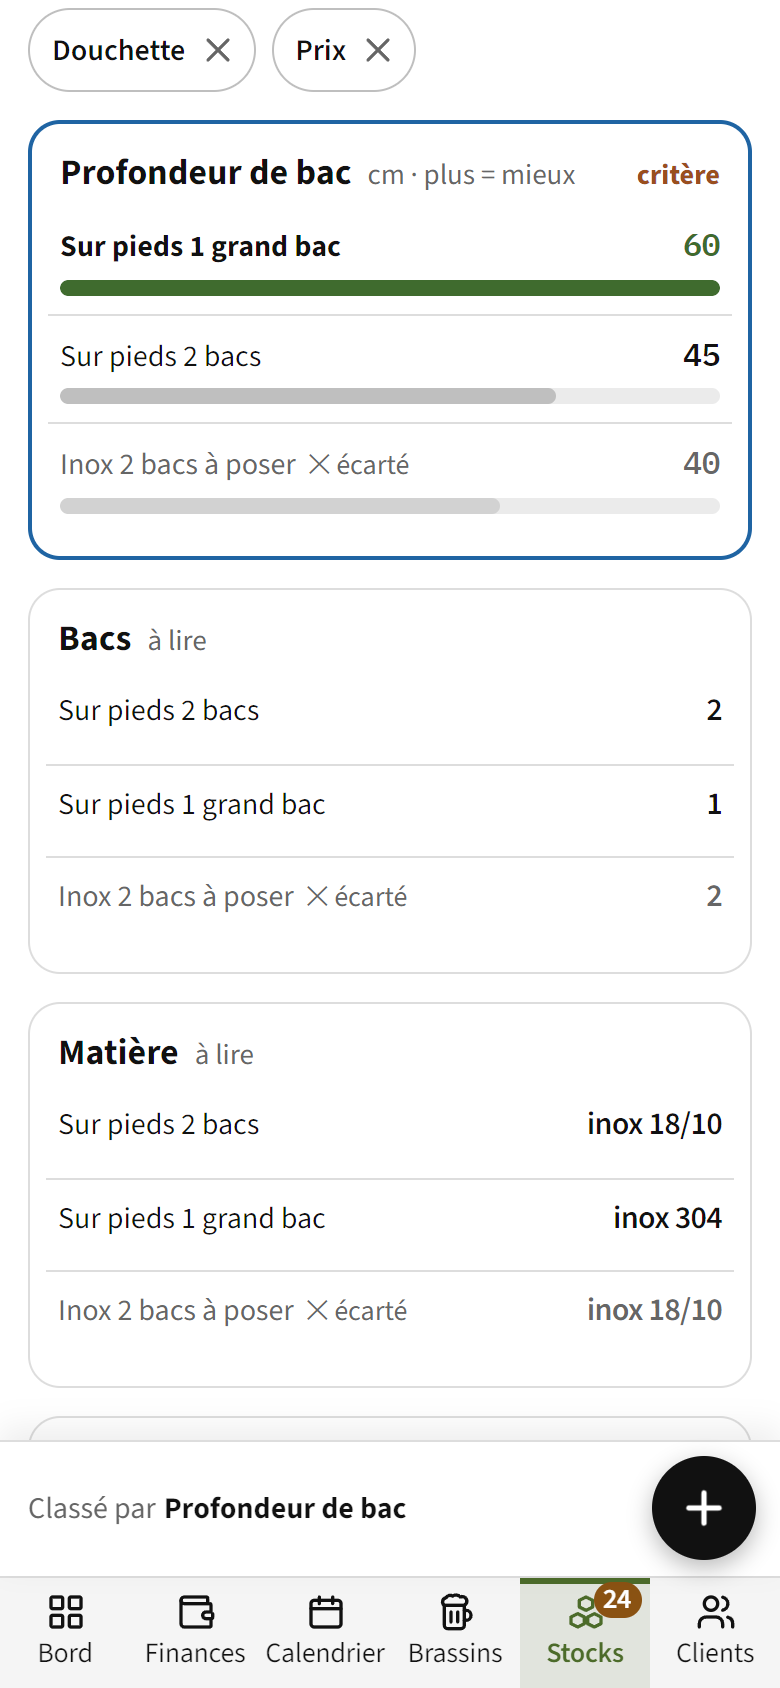 Douchette
Prix
Profondeur de bac cm · plus = mieux critère
Sur pieds 1 grand bac 60
Sur pieds 2 bacs 45
Inox 2 bacs à poser × écarté 40
Bacs à lire
Sur pieds 2 bacs 2
Sur pieds 1 grand bac 1
Inox 2 bacs à poser × écarté 2
Matière à lire
Sur pieds 2 bacs inox 18/10
Sur pieds 1 grand bac inox 304
Inox 2 bacs à poser × écarté inox 18/10
Classé par Profondeur de bac
24
Bord Finances Calendrier Brassins Stocks Clients